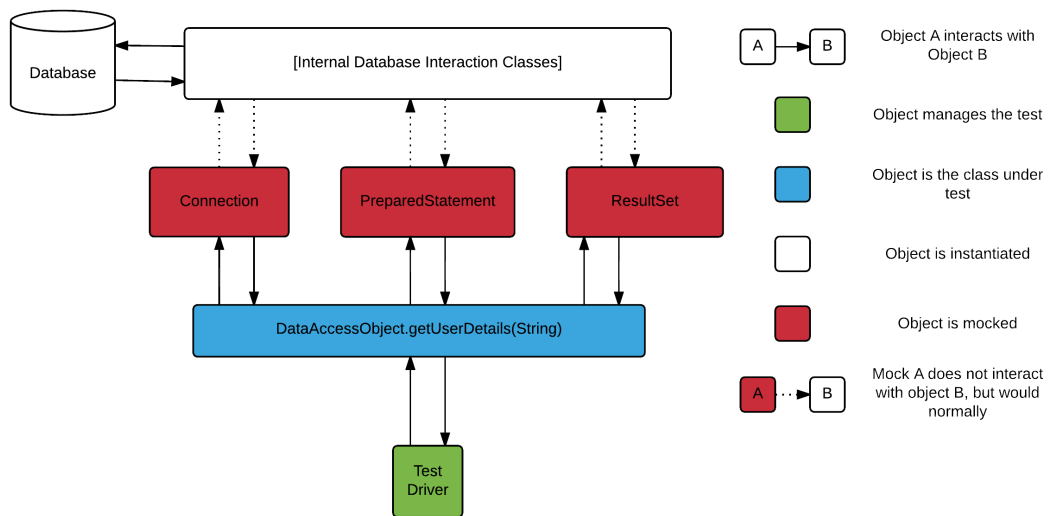 Database
[Internal Database Interaction Classes]
Connection
PreparedStatement
ResultSet
DataAccessObject.getUserDetails(String)
Test
Driver
A
B
Object A interacts with
Object B
Object manages the test
Object is the class under
test
Object is instantiated
Object is mocked
A
B
Mock A does not interact
with object B, but would
normally